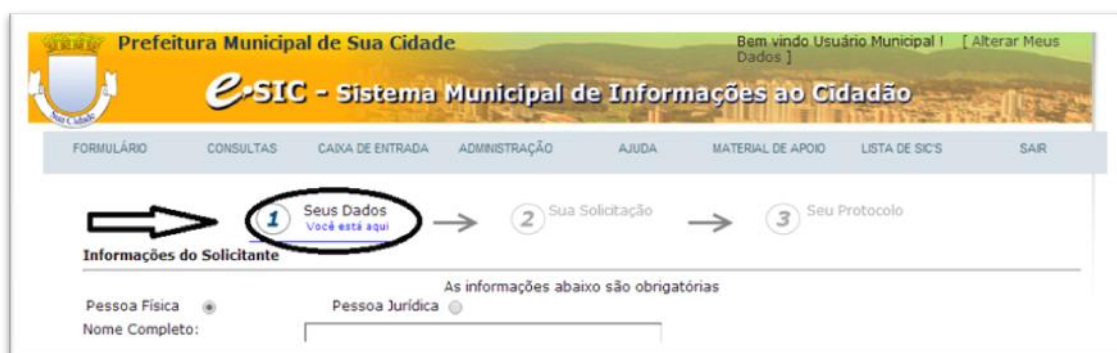 Prefeitura Municipal de Sua Cidade
Bem vindo Usuário Municipal ! [ Alterar Meus
Dados ]
e•SIC - Sistema Municipal de Informações ao Cidadão
Sua Cidade
FORMULÁRIO CONSULTAS CAIXA DE ENTRADA ADMINISTRAÇÃO AJUDA MATERIAL DE APOIO LISTA DE SIC'S SAIR
1 Seus Dados 2 Sua Solicitação 3 Seu Protocolo
Você está aqui
Informações do Solicitante
As informações abaixo são obrigatórias
Pessoa Física Pessoa Jurídica
Nome Completo: